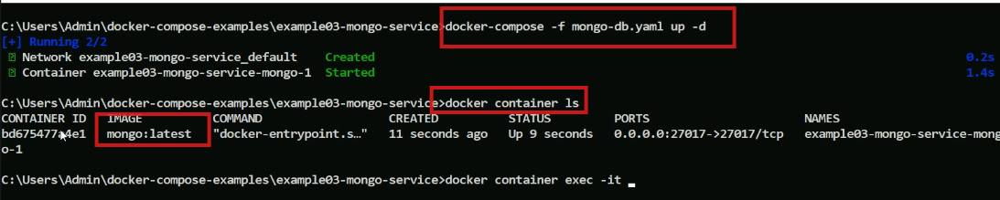 C:\Users\Admin\docker-compose-examples\example03-mongo-service>docker-compose -f mongo-db.yaml up -d
[+] Running 2/2
Network example03-mongo-service_default Created 0.2s
Container example03-mongo-service-mongo-1 Started 1.4s
C:\Users\Admin\docker-compose-examples\example03-mongo-service>docker container ls
CONTAINER ID IMAGE COMMAND CREATED STATUS PORTS NAMES
bd675477a4e1 mongo:latest "docker-entrypoint.s…" 11 seconds ago Up 9 seconds 0.0.0.0:27017->27017/tcp example03-mongo-service-mong
o-1
C:\Users\Admin\docker-compose-examples\example03-mongo-service>docker container exec -it _